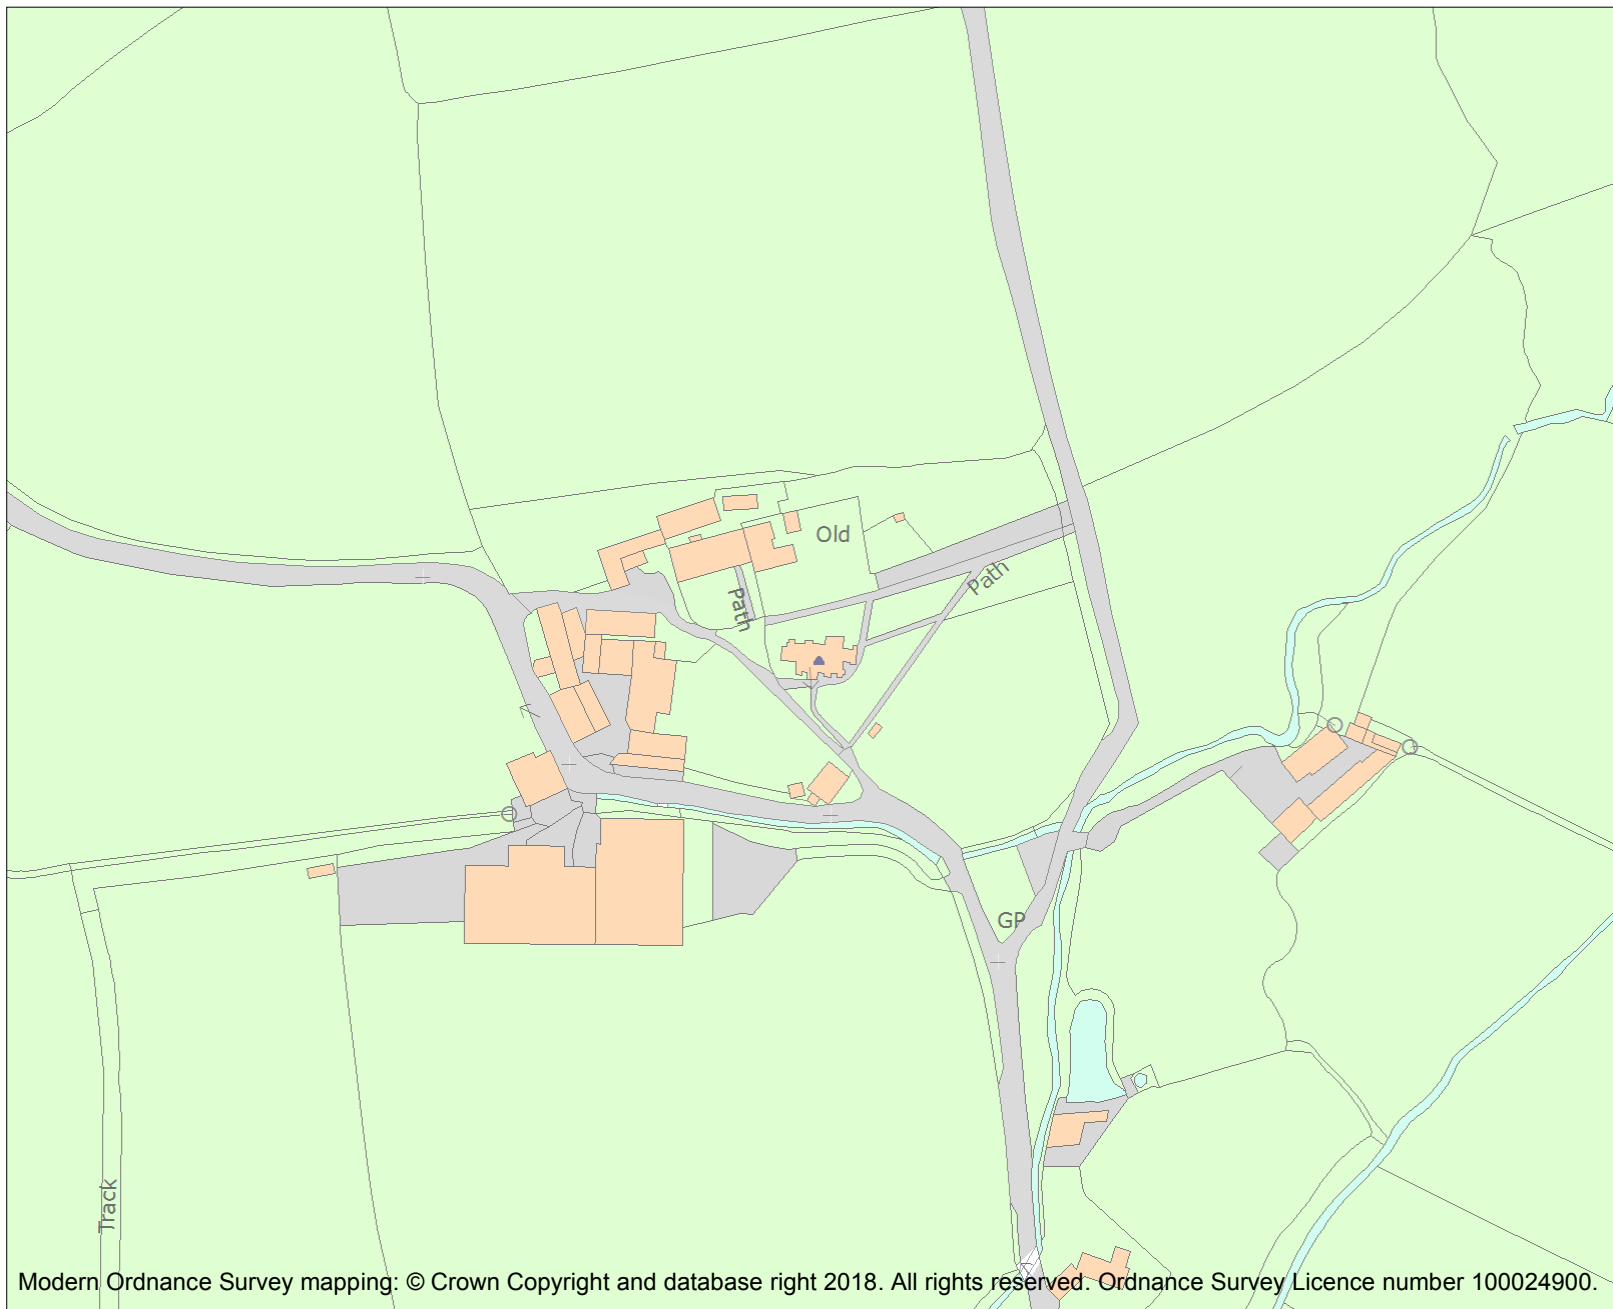 Old
Path
Path
GP
Track
Modern Ordnance Survey mapping: © Crown Copyright and database right 2018. All rights reserved. Ordnance Survey Licence number 100024900.